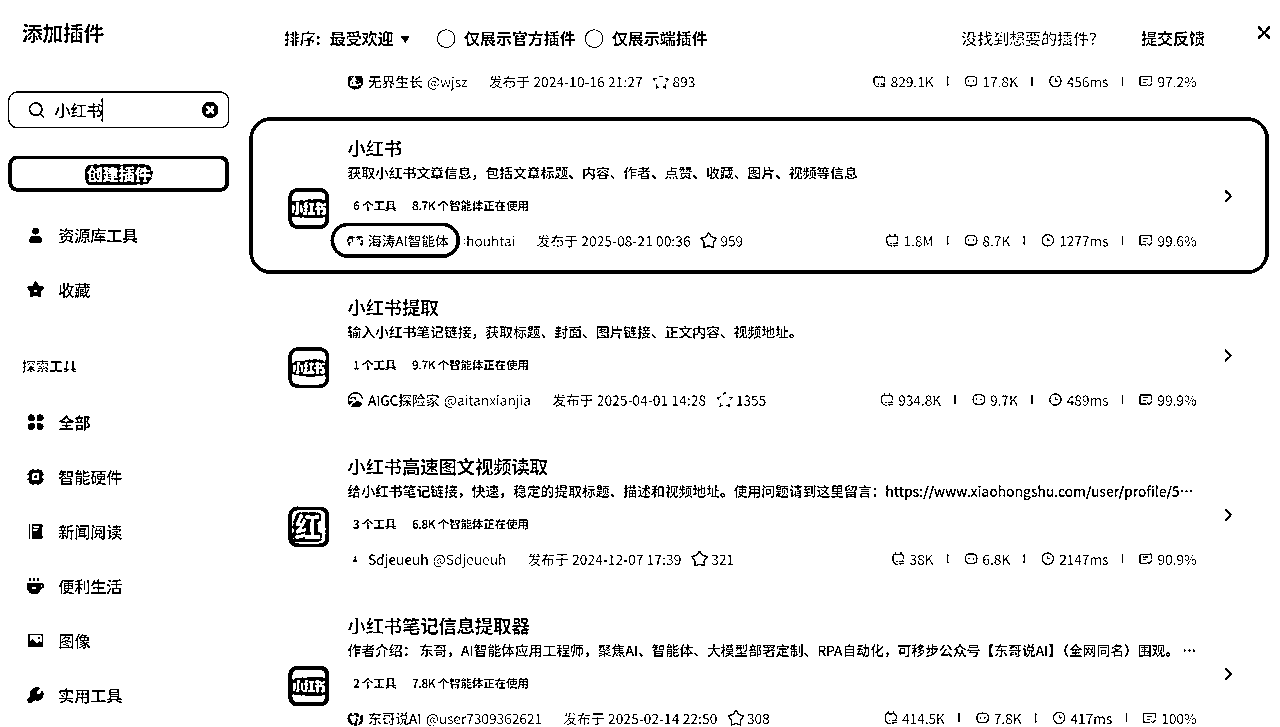 添加插件
排序: 最受欢迎 仅展示官方插件 仅展示端插件 没找到想要的插件? 提交反馈
无界生长 @wjsz 发布于 2024-10-16 21:27 893 829.1K 17.8K 456ms 97.2%
小红书
创建插件
资源库工具
收藏
探索工具
全部
智能硬件
新闻阅读
便利生活
图像
实用工具
小红书
获取小红书文章信息，包括文章标题、内容、作者、点赞、收藏、图片、视频等信息
小红书
6个工具 8.7K个智能体正在使用
海涛AI智能体 houhtai 发布于 2025-08-21 00:36 959 1.8M 8.7K 1277ms 99.6%
小红书提取
输入小红书笔记链接，获取标题、封面、图片链接、正文内容、视频地址。
小红书
1个工具 9.7K个智能体正在使用
AIGC探险家 @aitanxianjia 发布于 2025-04-01 14:28 1355 934.8K 9.7K 489ms 99.9%
小红书高速图文视频读取
给小红书笔记链接，快速，稳定的提取标题、描述和视频地址。使用问题请到这里留言：https://www.xiaohongshu.com/user/profile/5…
红
3个工具 6.8K个智能体正在使用
Sdjeueuh @Sdjeueuh 发布于 2024-12-07 17:39 321 38K 6.8K 2147ms 90.9%
小红书笔记信息提取器
作者介绍： 东哥，AI智能体应用工程师，聚焦AI、智能体、大模型部署定制、RPA自动化，可移步公众号【东哥说AI】（全网同名）围观。 …
小红书
2个工具 7.8K个智能体正在使用
东哥说AI @user7309362621 发布于 2025-02-14 22:50 308 414.5K 7.8K 417ms 100%